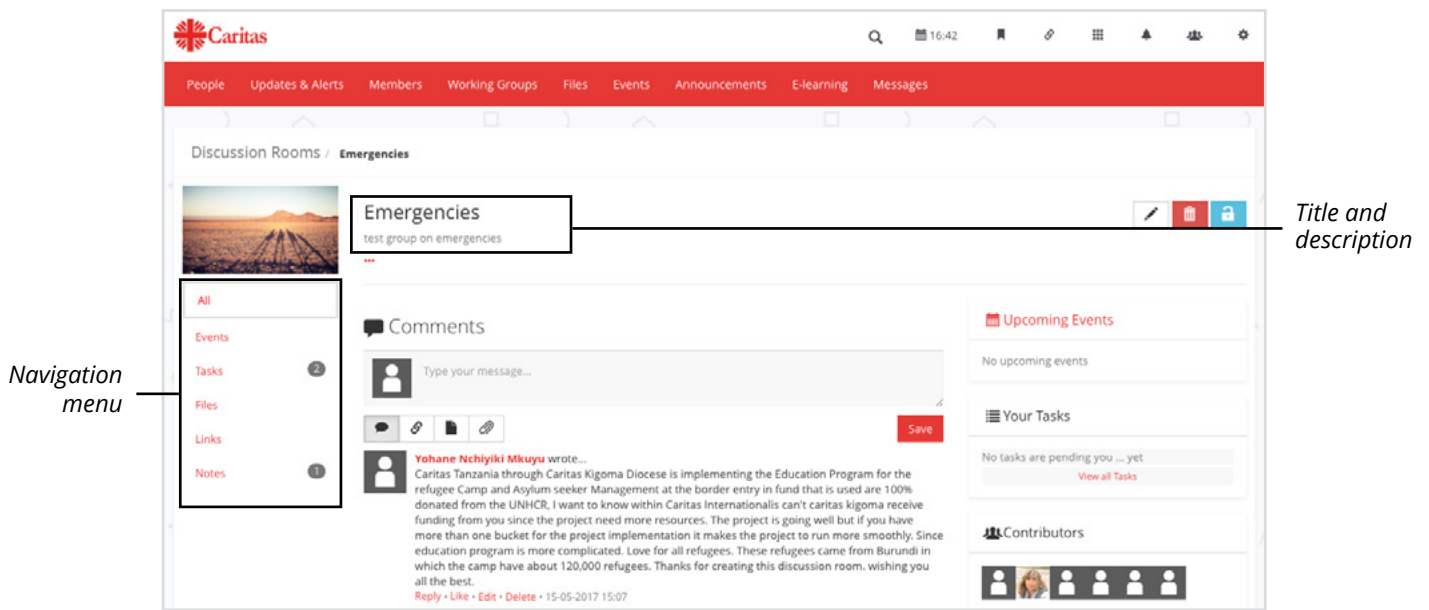 Caritas
16:42
People Updates & Alerts Members Working Groups Files Events Announcements E-learning Messages
Discussion Rooms / Emergencies
Emergencies
test group on emergencies
...
Title and
description
All
Events
Tasks 2
Files
Links
Notes 1
Navigation
menu
Comments
Type your message...
Save
Yohane Nchiyiki Mkuyu wrote...
Caritas Tanzania through Caritas Kigoma Diocese is implementing the Education Program for the
refugee Camp and Asylum seeker Management at the border entry in fund that is used are 100%
donated from the UNHCR, I want to know within Caritas Internationalis can't caritas kigoma receive
funding from you since the project need more resources. The project is going well but if you have
more than one bucket for the project implementation it makes the project to run more smoothly. Since
education program is more complicated. Love for all refugees. These refugees came from Burundi in
which the camp have about 120,000 refugees. Thanks for creating this discussion room. wishing you
all the best.
Reply • Like • Edit • Delete • 15-05-2017 15:07
Upcoming Events
No upcoming events
Your Tasks
No tasks are pending you ... yet
View all Tasks
Contributors